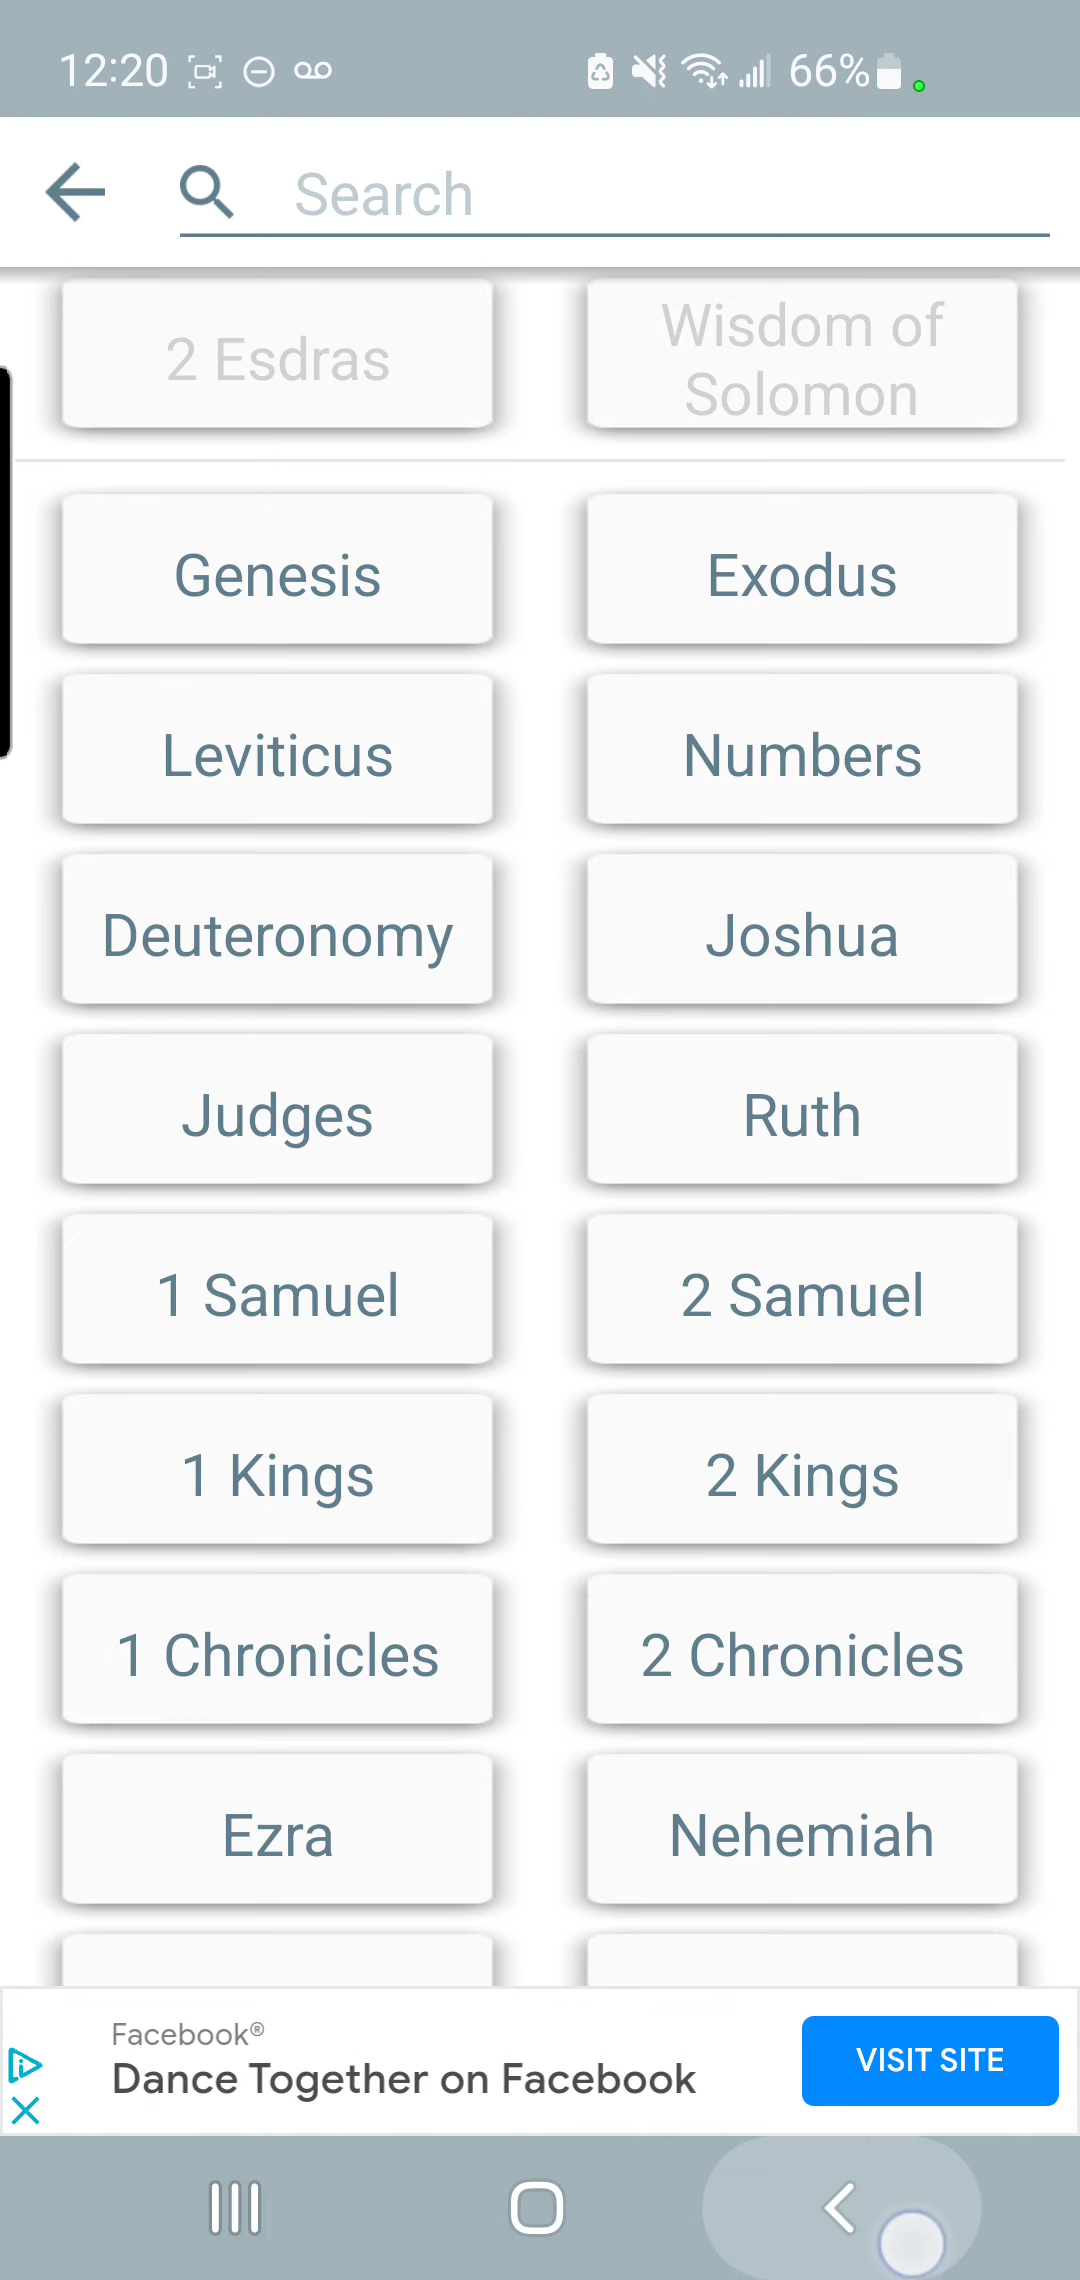 12:20
66%
Search
2 Esdras
Wisdom of
Solomon
Genesis
Exodus
Leviticus
Numbers
Deuteronomy
Joshua
Judges
Ruth
1 Samuel
2 Samuel
1 Kings
2 Kings
1 Chronicles
2 Chronicles
Ezra
Nehemiah
Facebook®
Dance Together on Facebook
VISIT SITE